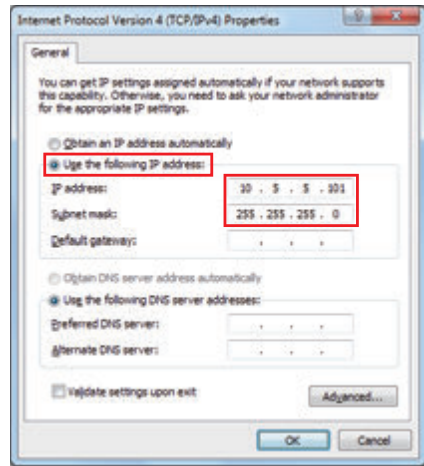 Internet Protocol Version 4 (TCP/IPv4) Properties
General
You can get IP settings assigned automatically if your network supports
this capability. Otherwise, you need to ask your network administrator
for the appropriate IP settings.
Obtain an IP address automatically
Use the following IP address:
IP address: 10 . 5 . 5 . 101
Subnet mask: 255 . 255 . 255 . 0
Default gateway: . . .
Obtain DNS server address automatically
Use the following DNS server addresses:
Preferred DNS server: . . .
Alternate DNS server: . . .
Validate settings upon exit
Advanced...
OK Cancel